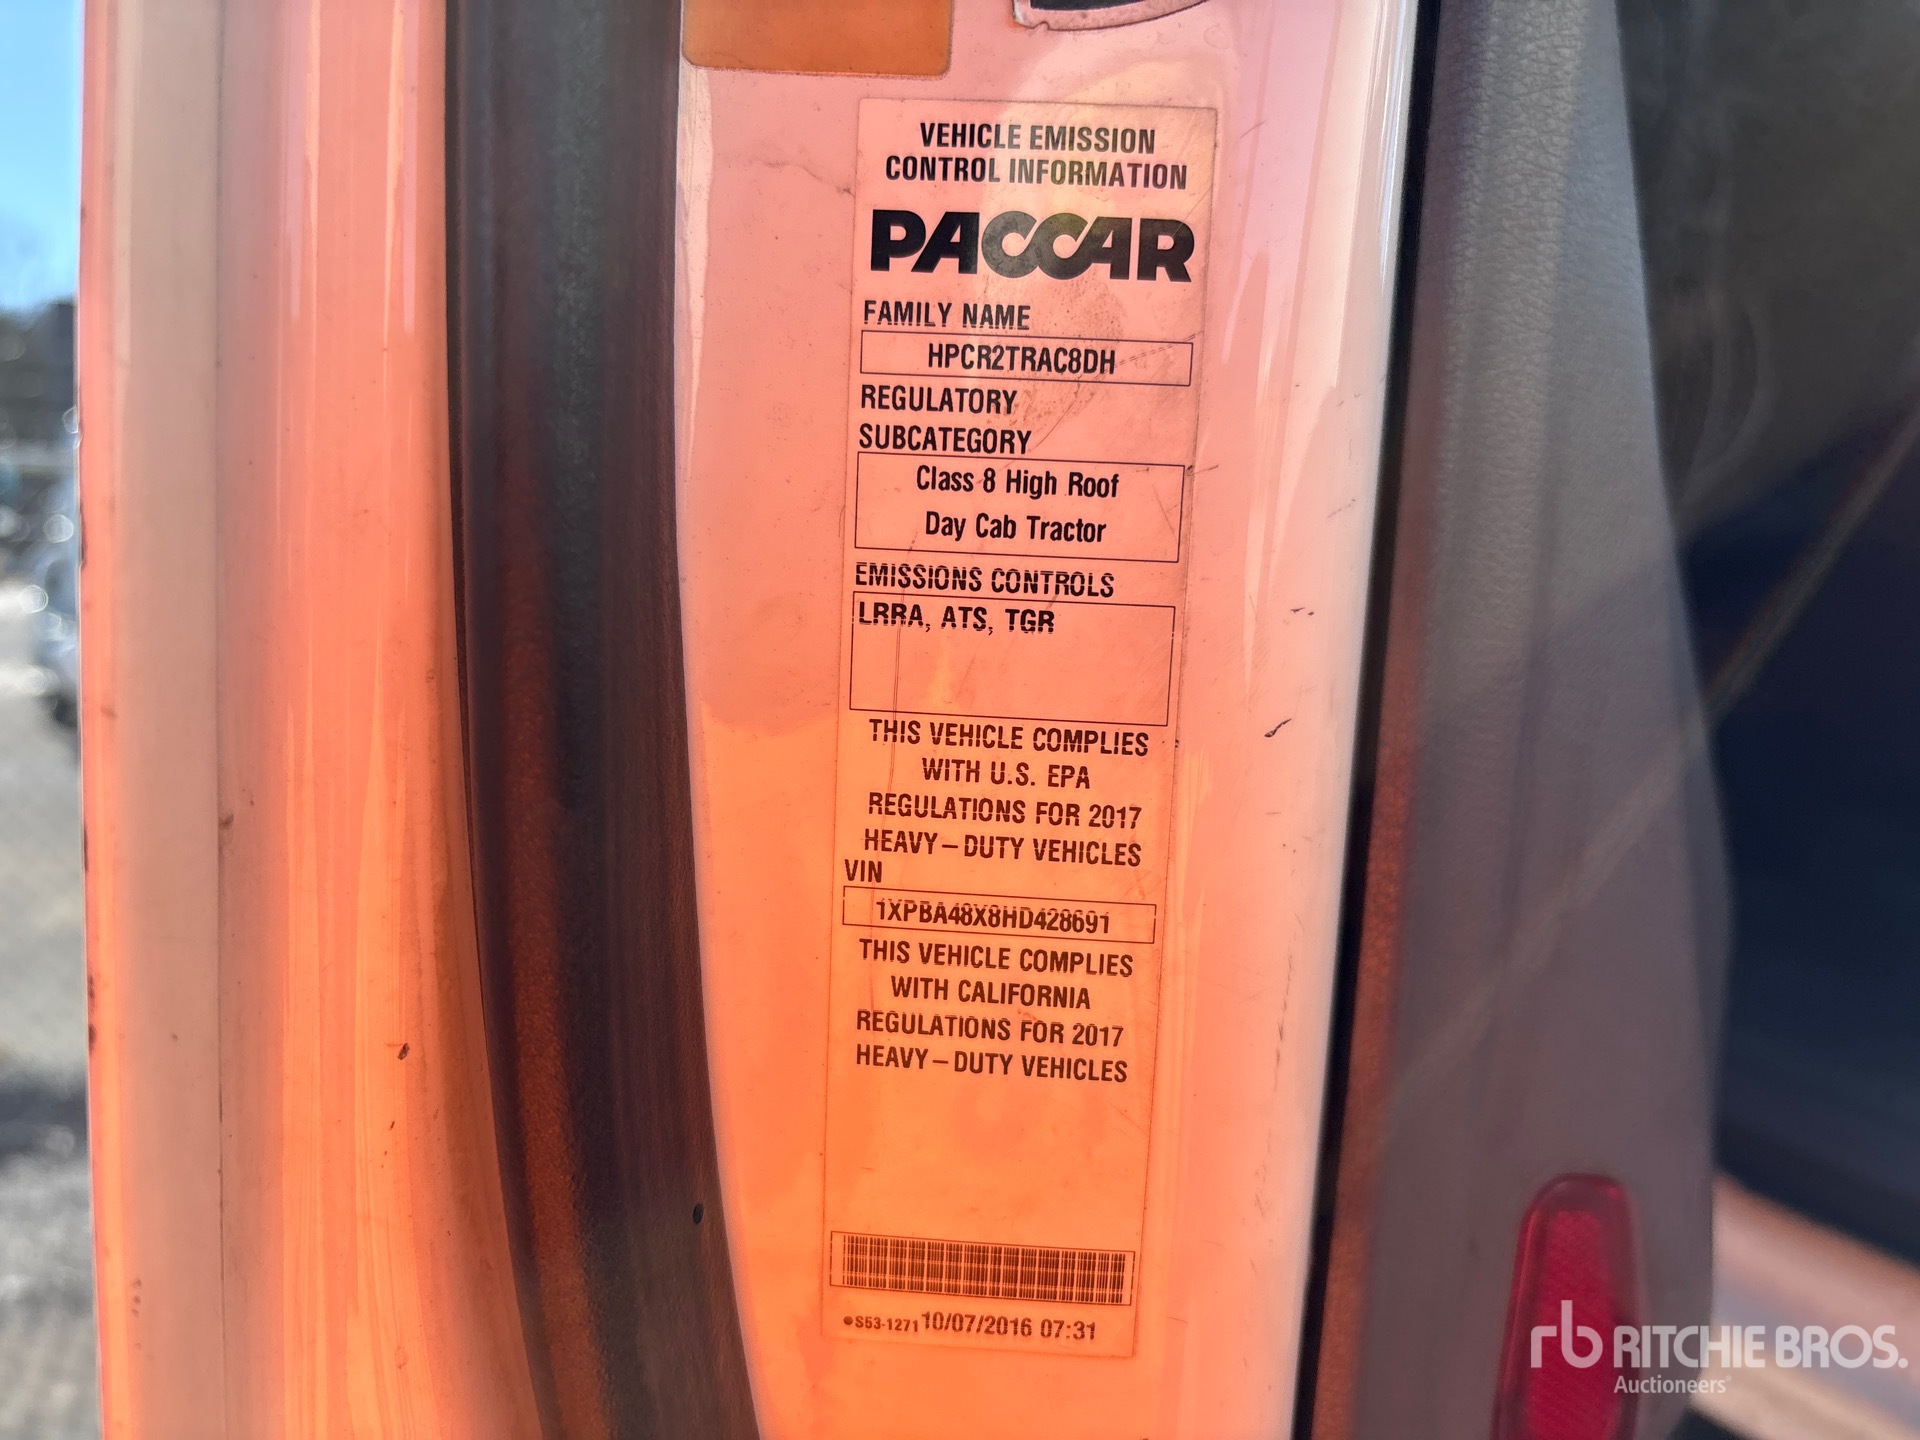 VEHICLE EMISSION
CONTROL INFORMATION
PACCAR
FAMILY NAME
HPCR2TRAC8DH
REGULATORY
SUBCATEGORY
Class 8 High Roof
Day Cab Tractor
EMISSIONS CONTROLS
LRRA, ATS, TGR
THIS VEHICLE COMPLIES
WITH U.S. EPA
REGULATIONS FOR 2017
HEAVY-DUTY VEHICLES
VIN
1XPBA48X8HD428691
THIS VEHICLE COMPLIES
WITH CALIFORNIA
REGULATIONS FOR 2017
HEAVY-DUTY VEHICLES
●S53-1271 10/07/2016 07:31
rb RITCHIE BROS.
Auctioneers